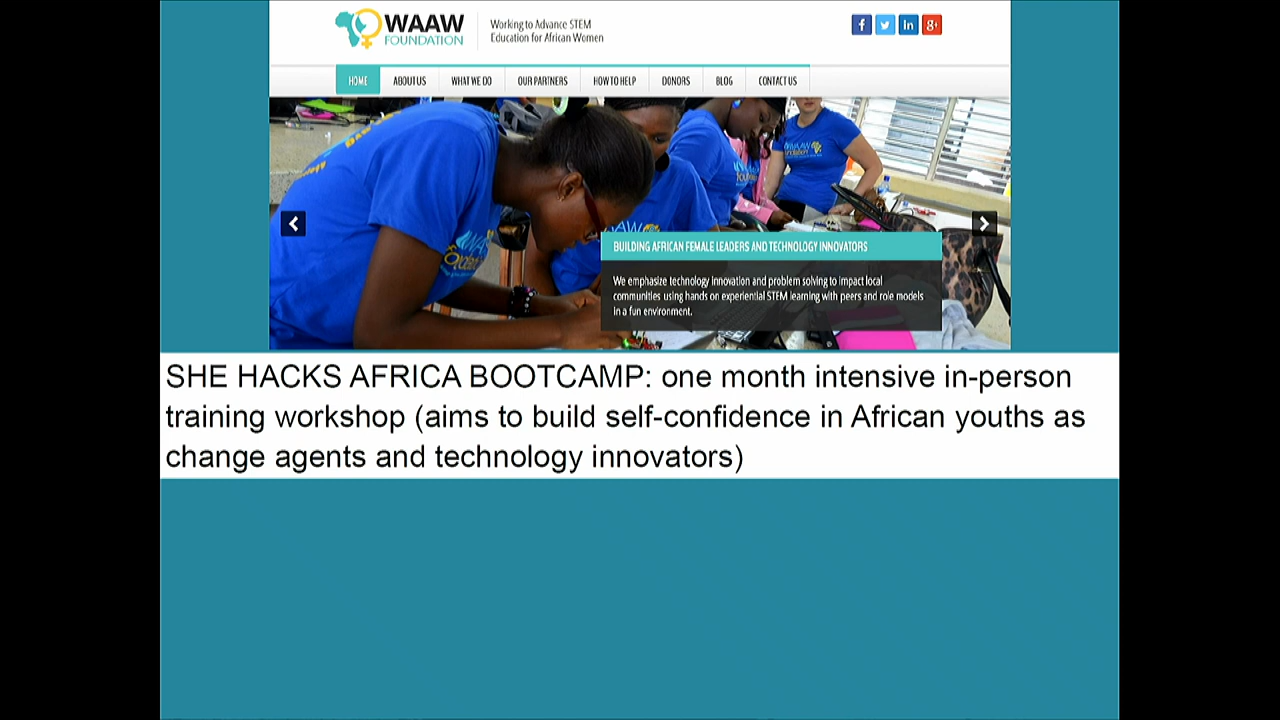 WAAW
FOUNDATION
Working to Advance STEM
Education for African Women
HOME ABOUT US WHAT WE DO OUR PARTNERS HOW TO HELP DONORS BLOG CONTACT US
BUILDING AFRICAN FEMALE LEADERS AND TECHNOLOGY INNOVATORS
We emphasize technology innovation and problem solving to impact local
communities using hands on experiential STEM learning with peers and role models
in a fun environment.
SHE HACKS AFRICA BOOTCAMP: one month intensive in-person
training workshop (aims to build self-confidence in African youths as
change agents and technology innovators)